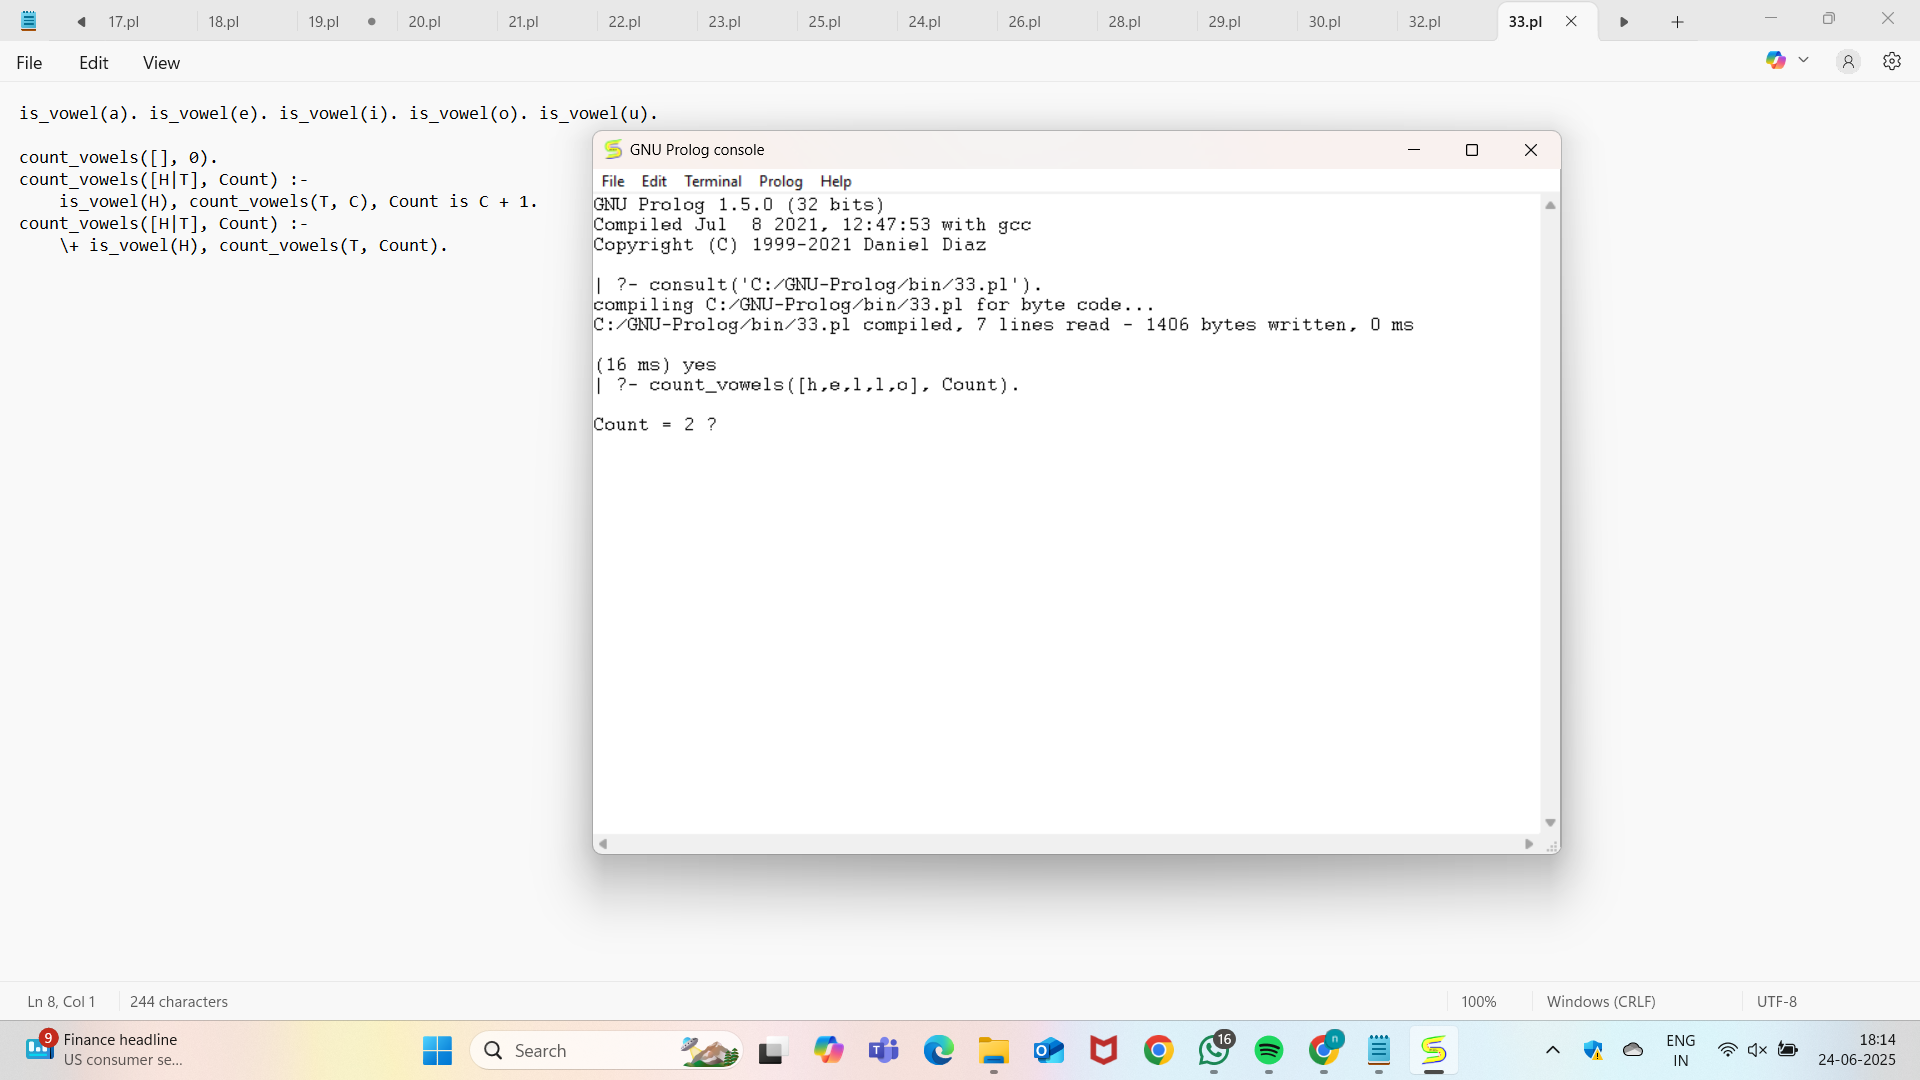 17.pl 18.pl 19.pl 20.pl 21.pl 22.pl 23.pl 25.pl 24.pl 26.pl 28.pl 29.pl 30.pl 32.pl 33.pl
File Edit View
is_vowel(a). is_vowel(e). is_vowel(i). is_vowel(o). is_vowel(u).
count_vowels([], 0).
count_vowels([H|T], Count) :-
    is_vowel(H), count_vowels(T, C), Count is C + 1.
count_vowels([H|T], Count) :-
    \+ is_vowel(H), count_vowels(T, Count).
GNU Prolog console
File Edit Terminal Prolog Help
GNU Prolog 1.5.0 (32 bits)
Compiled Jul  8 2021, 12:47:53 with gcc
Copyright (C) 1999-2021 Daniel Diaz
| ?- consult('C:/GNU-Prolog/bin/33.pl').
compiling C:/GNU-Prolog/bin/33.pl for byte code...
C:/GNU-Prolog/bin/33.pl compiled, 7 lines read - 1406 bytes written, 0 ms
(16 ms) yes
| ?- count_vowels([h,e,l,l,o], Count).
Count = 2 ?
Ln 8, Col 1 244 characters 100% Windows (CRLF) UTF-8
9 Finance headline
US consumer se...
Search
16
n
ENG
IN
18:14
24-06-2025